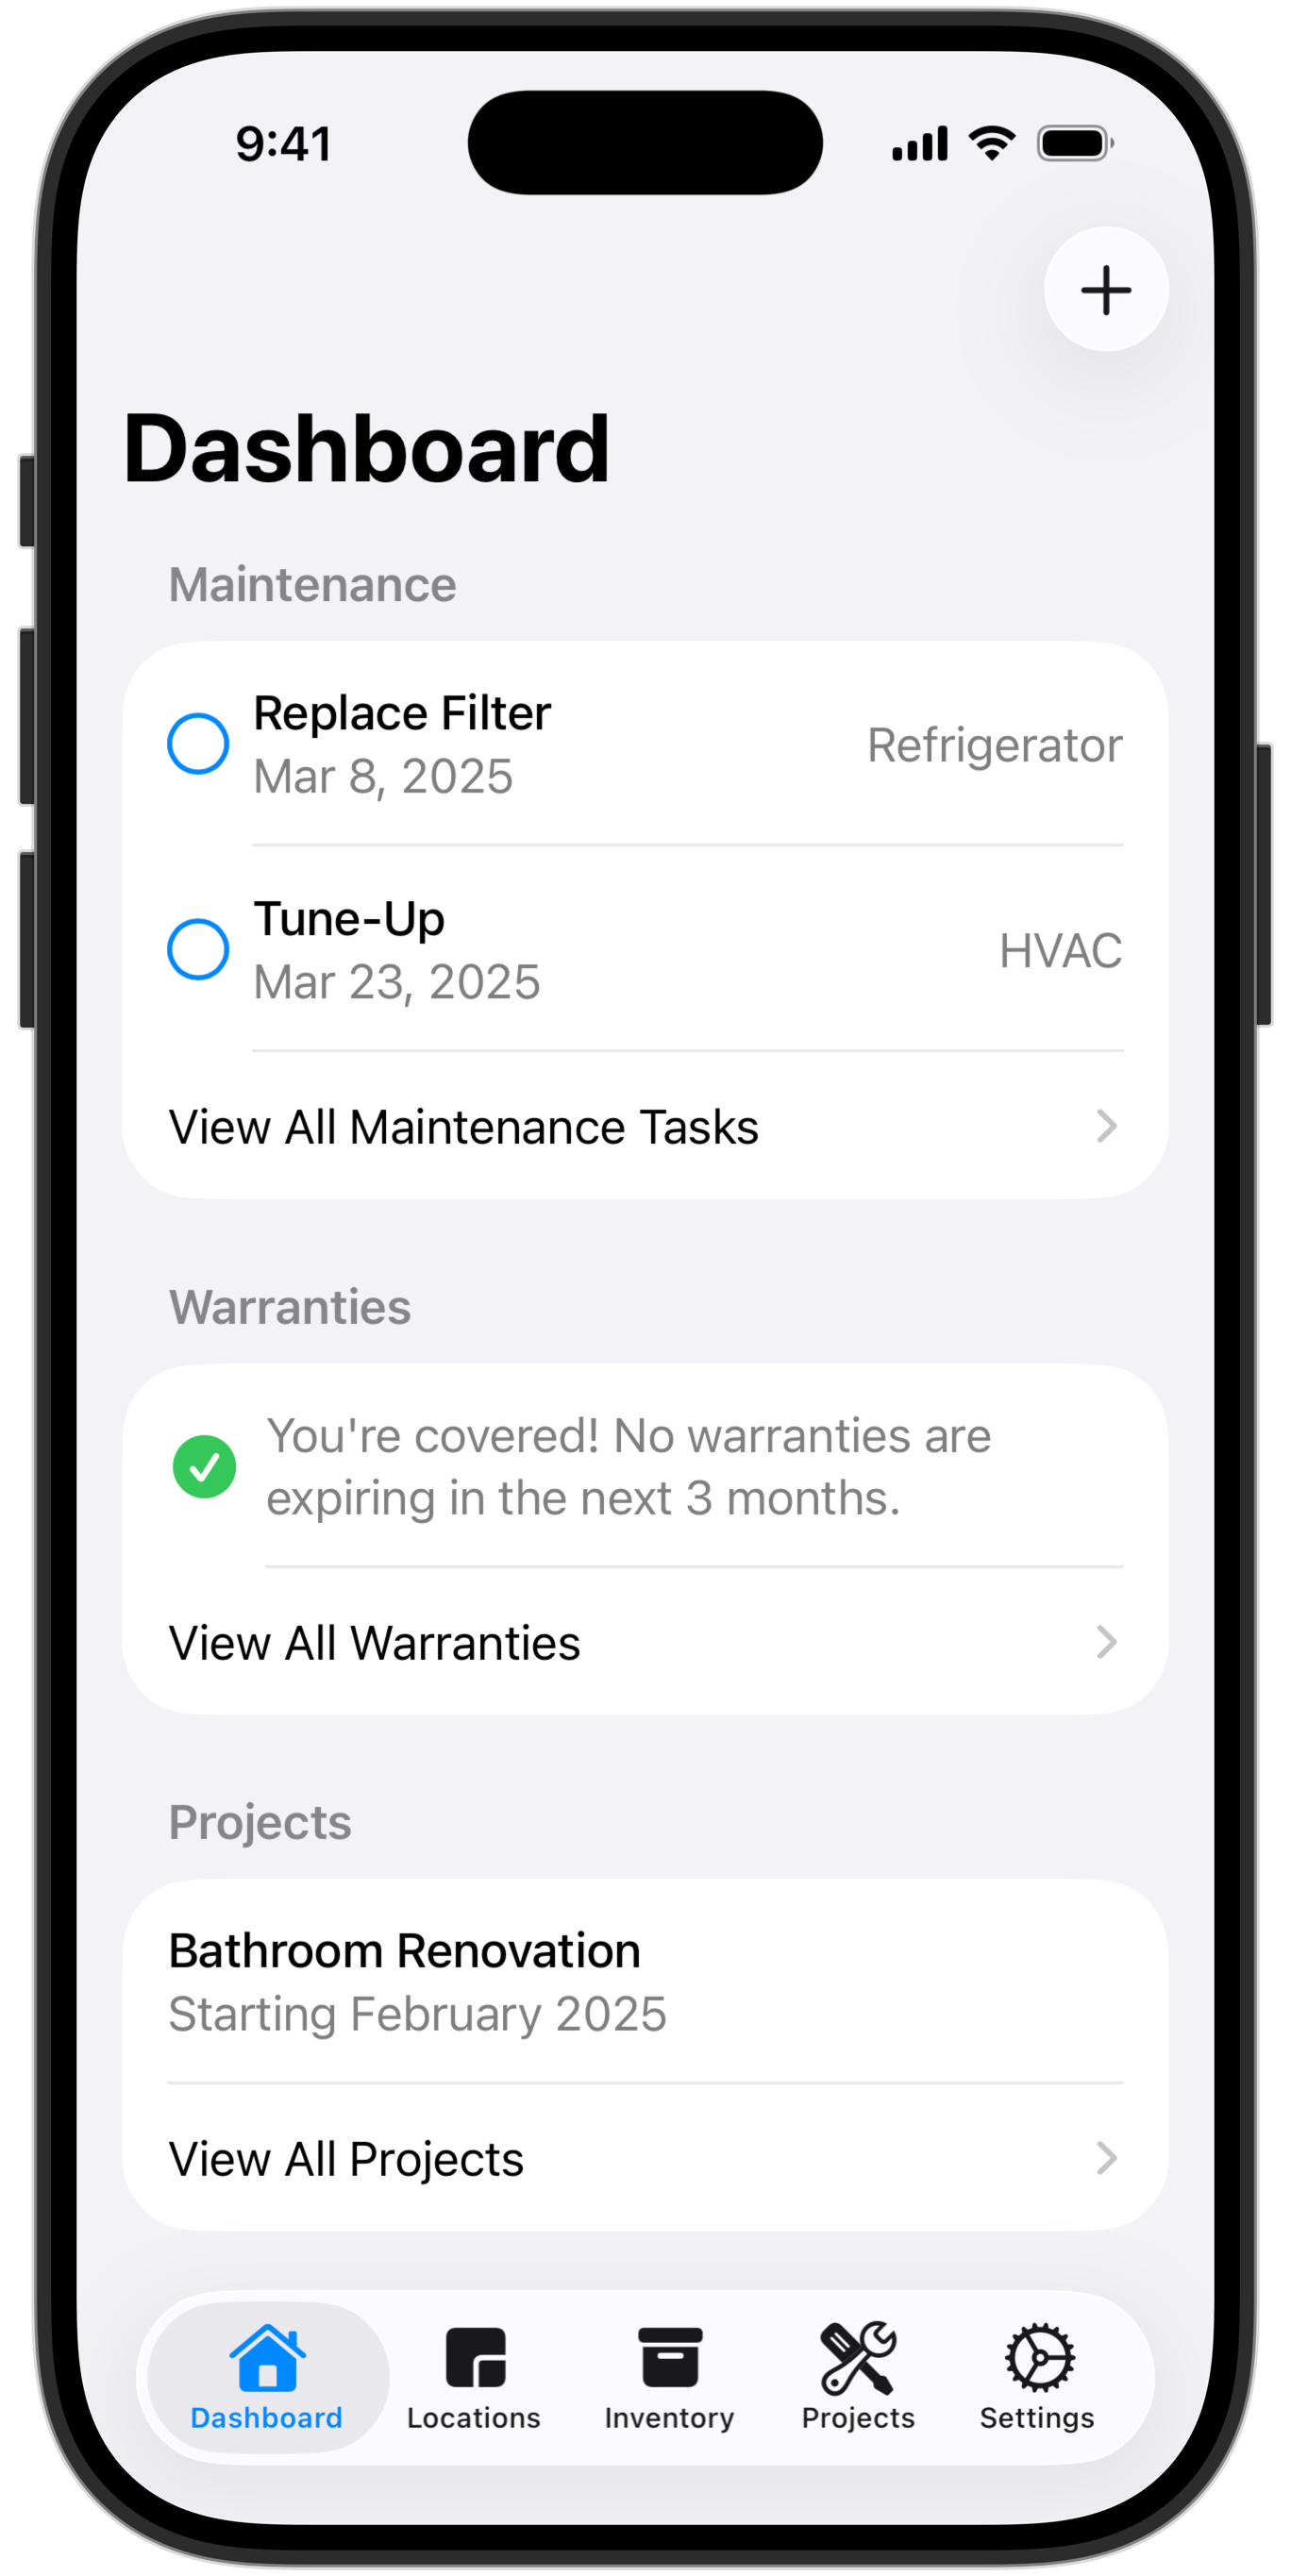 9:41
Dashboard
Maintenance
Replace Filter
Mar 8, 2025
Refrigerator
Tune-Up
Mar 23, 2025
HVAC
View All Maintenance Tasks
Warranties
You're covered! No warranties are
expiring in the next 3 months.
View All Warranties
Projects
Bathroom Renovation
Starting February 2025
View All Projects
Dashboard Locations Inventory Projects Settings